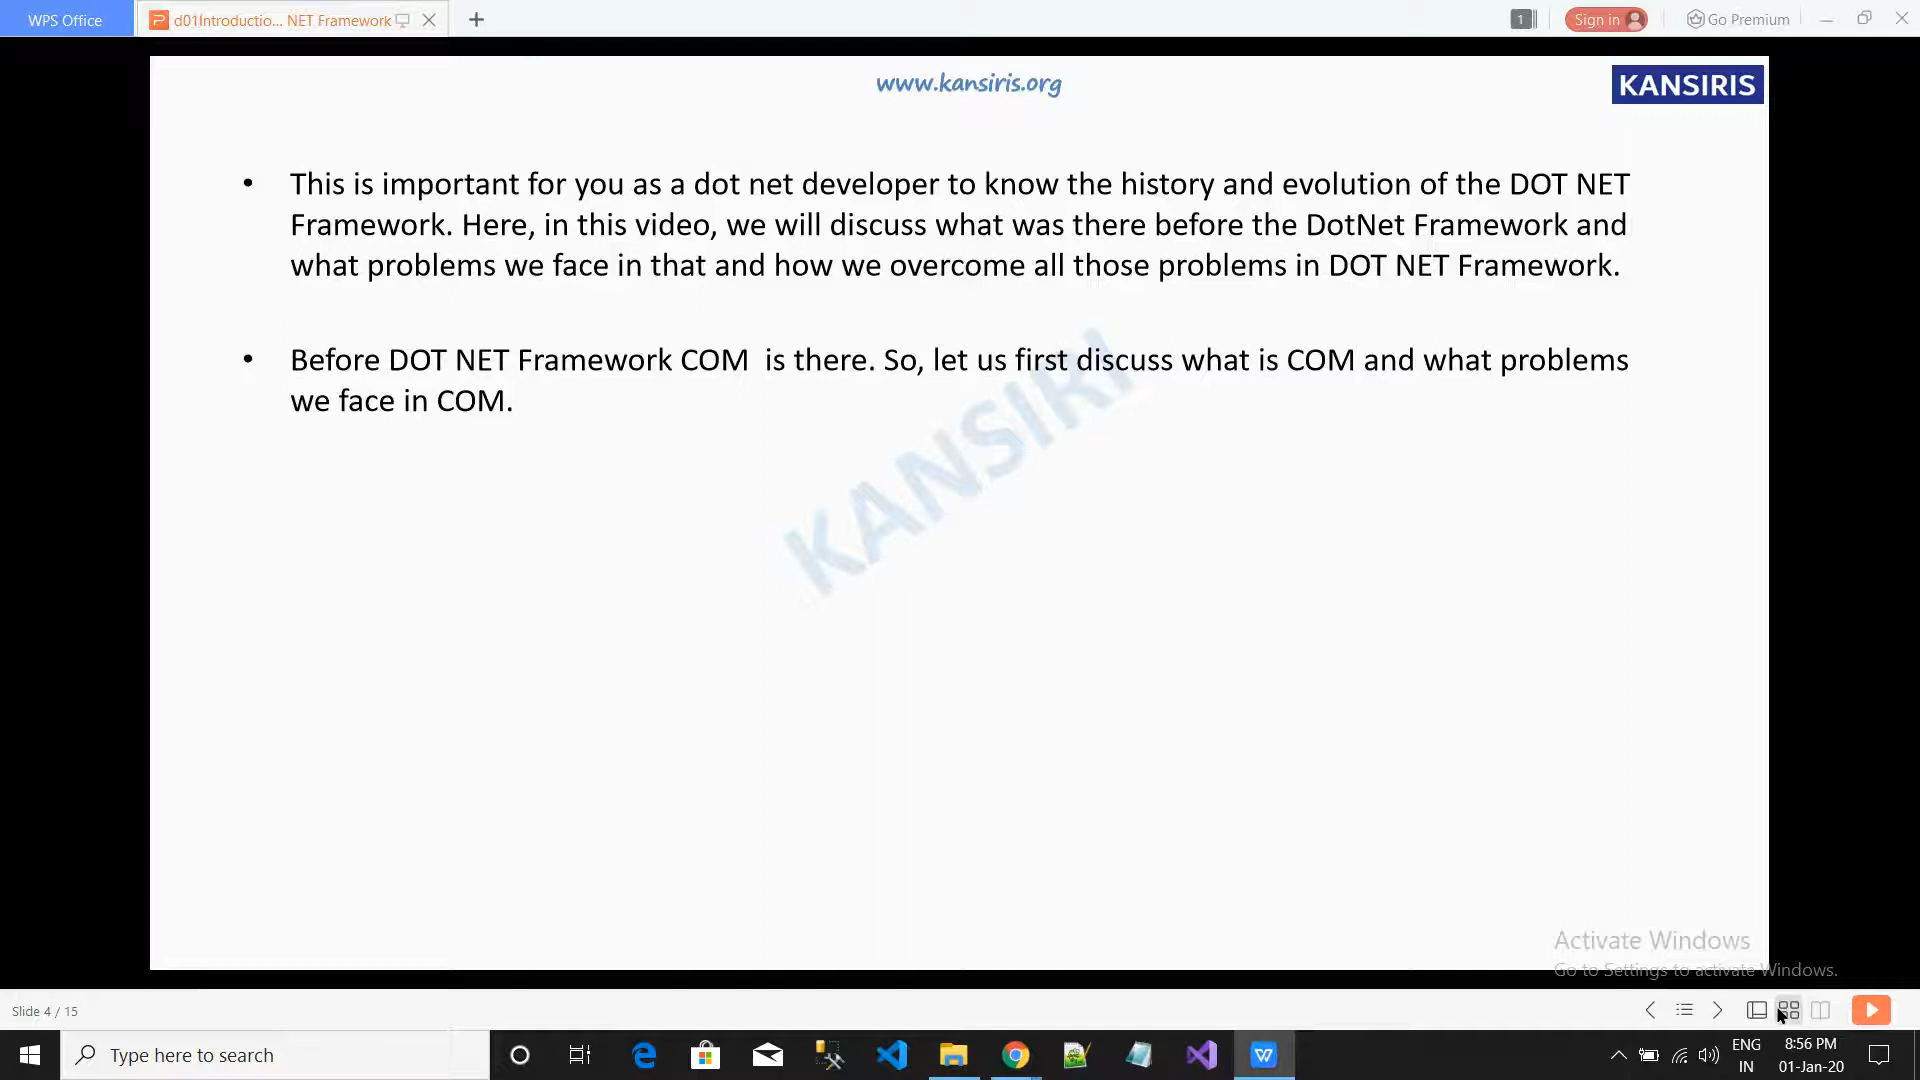 WPS Office
d01Introductio... NET Framework
1
Sign in
Go Premium
www.kansiris.org
KANSIRIS
• This is important for you as a dot net developer to know the history and evolution of the DOT NET
Framework. Here, in this video, we will discuss what was there before the DotNet Framework and
what problems we face in that and how we overcome all those problems in DOT NET Framework.
• Before DOT NET Framework COM  is there. So, let us first discuss what is COM and what problems
we face in COM.
KANSIRI
Activate Windows
Go to Settings to activate Windows.
Slide 4 / 15
Type here to search
ENG
IN
8:56 PM
01-Jan-20